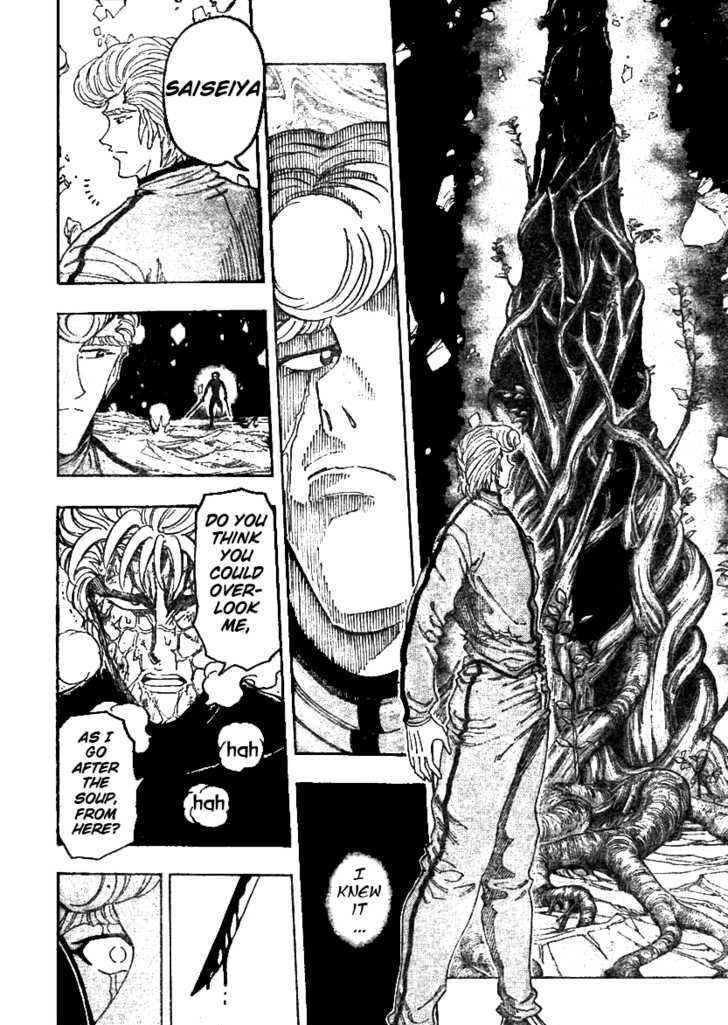 I
KNEW
IT
...
SAISEIYA
DO YOU
THINK
YOU
COULD
OVER-
LOOK
ME,
hah
hah
AS I
GO
AFTER
THE
SOUP,
FROM
HERE?